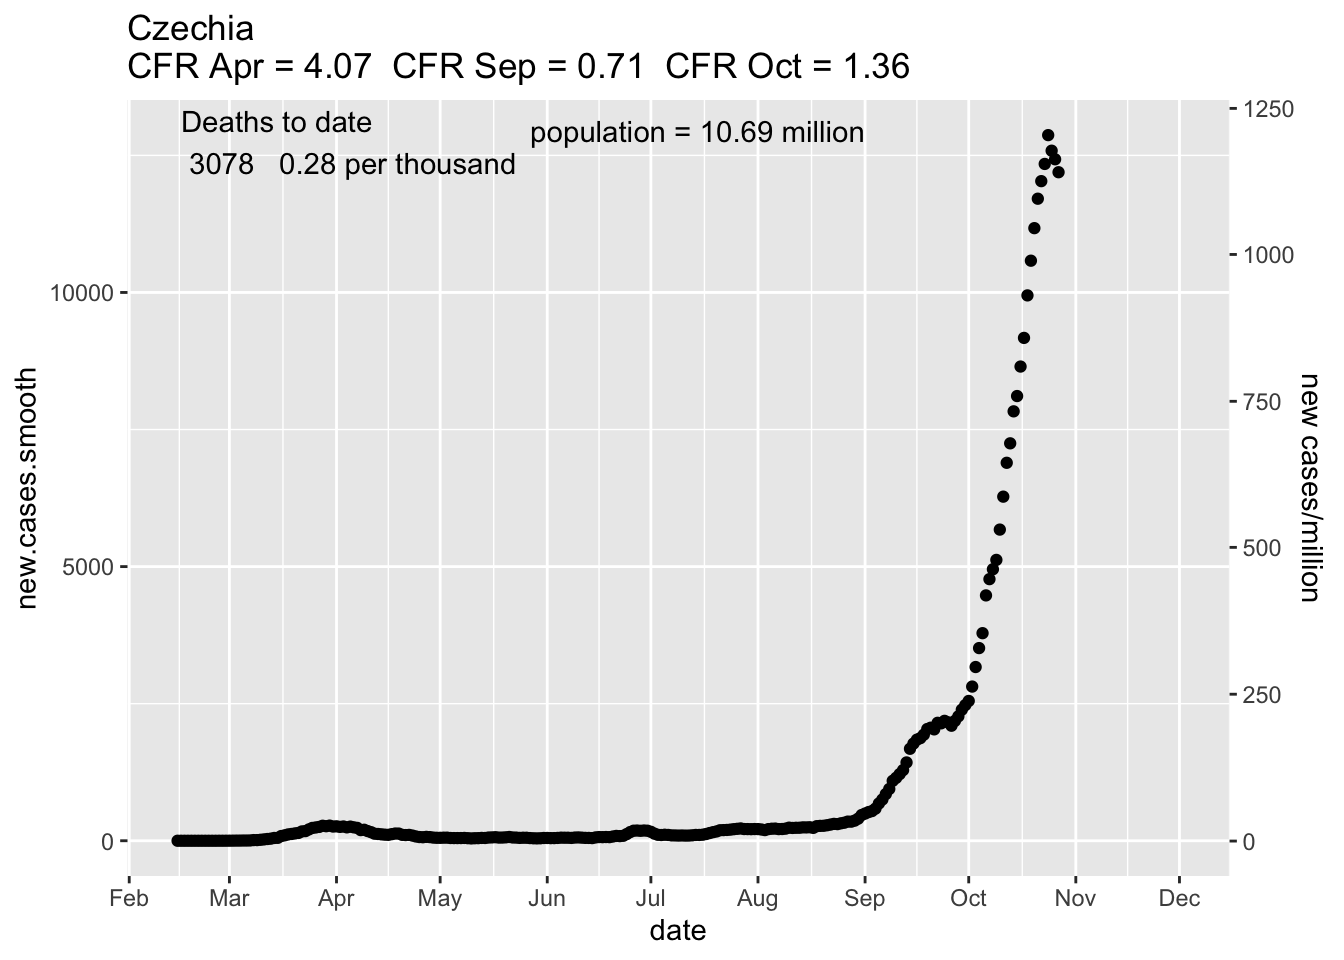 Czechia
CFR Apr = 4.07  CFR Sep = 0.71  CFR Oct = 1.36
Deaths to date
population = 10.69 million
3078   0.28 per thousand
new.cases.smooth
10000
5000
0
1250
1000
750
500
250
0
new cases/million
Feb Mar Apr May Jun Jul Aug Sep Oct Nov Dec
date